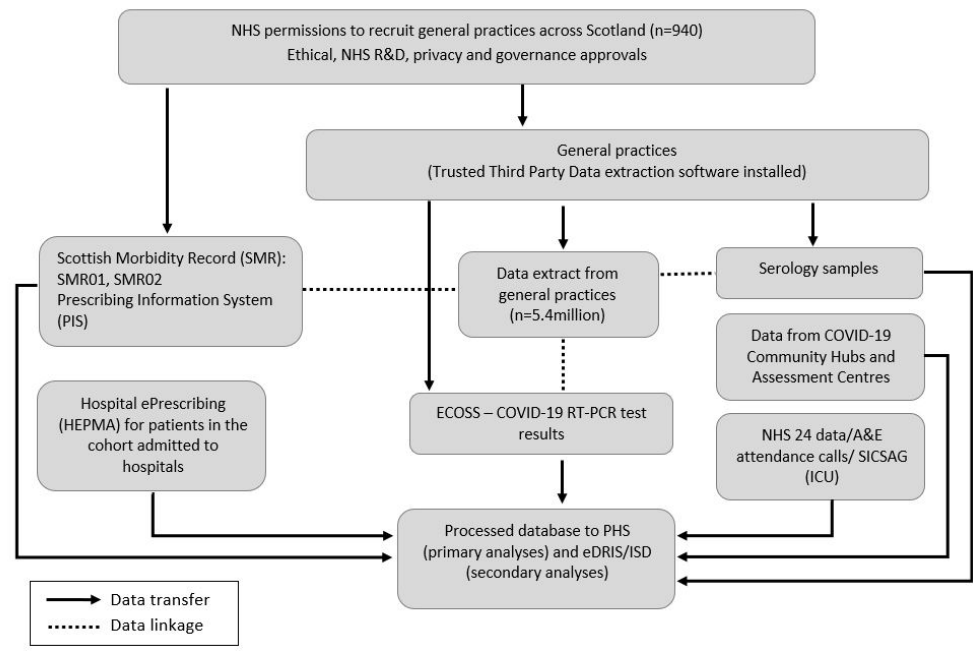 NHS permissions to recruit general practices across Scotland (n=940)
Ethical, NHS R&D, privacy and governance approvals
General practices
(Trusted Third Party Data extraction software installed)
Scottish Morbidity Record (SMR):
SMR01, SMR02
Prescribing Information System
(PIS)
Data extract from
general practices
(n=5.4million)
Serology samples
Data from COVID-19
Community Hubs and
Assessment Centres
Hospital ePrescribing
(HEPMA) for patients in the
cohort admitted to
hospitals
ECOSS – COVID-19 RT-PCR test
results
NHS 24 data/A&E
attendance calls/ SICSAG
(ICU)
Processed database to PHS
(primary analyses) and eDRIS/ISD
(secondary analyses)
Data transfer
Data linkage